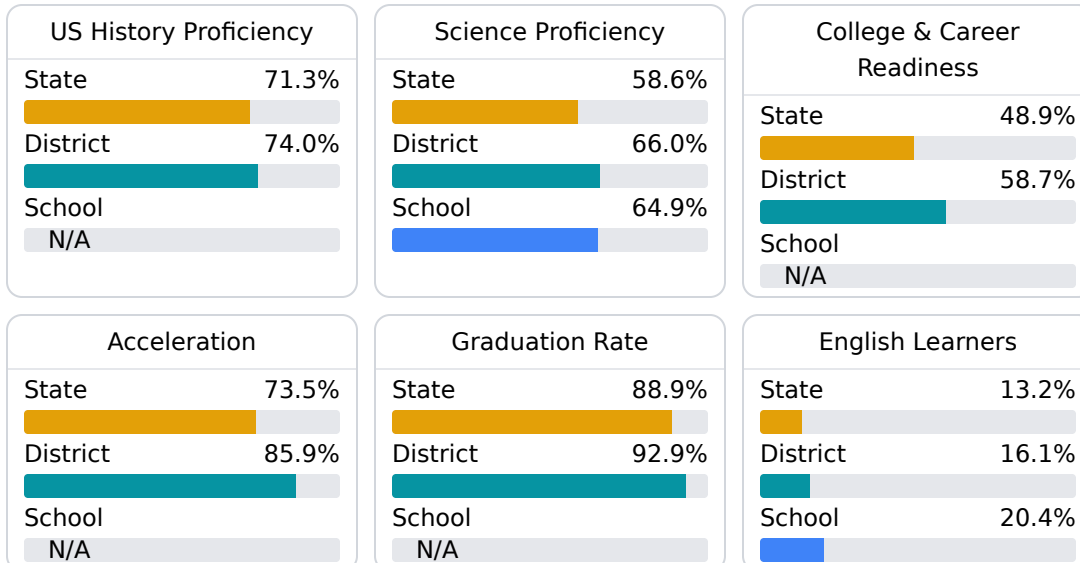 US History Proficiency
State 71.3%
District 74.0%
School
N/A
Science Proficiency
State 58.6%
District 66.0%
School 64.9%
College & Career
Readiness
State 48.9%
District 58.7%
School
N/A
Acceleration
State 73.5%
District 85.9%
School
N/A
Graduation Rate
State 88.9%
District 92.9%
School
N/A
English Learners
State 13.2%
District 16.1%
School 20.4%